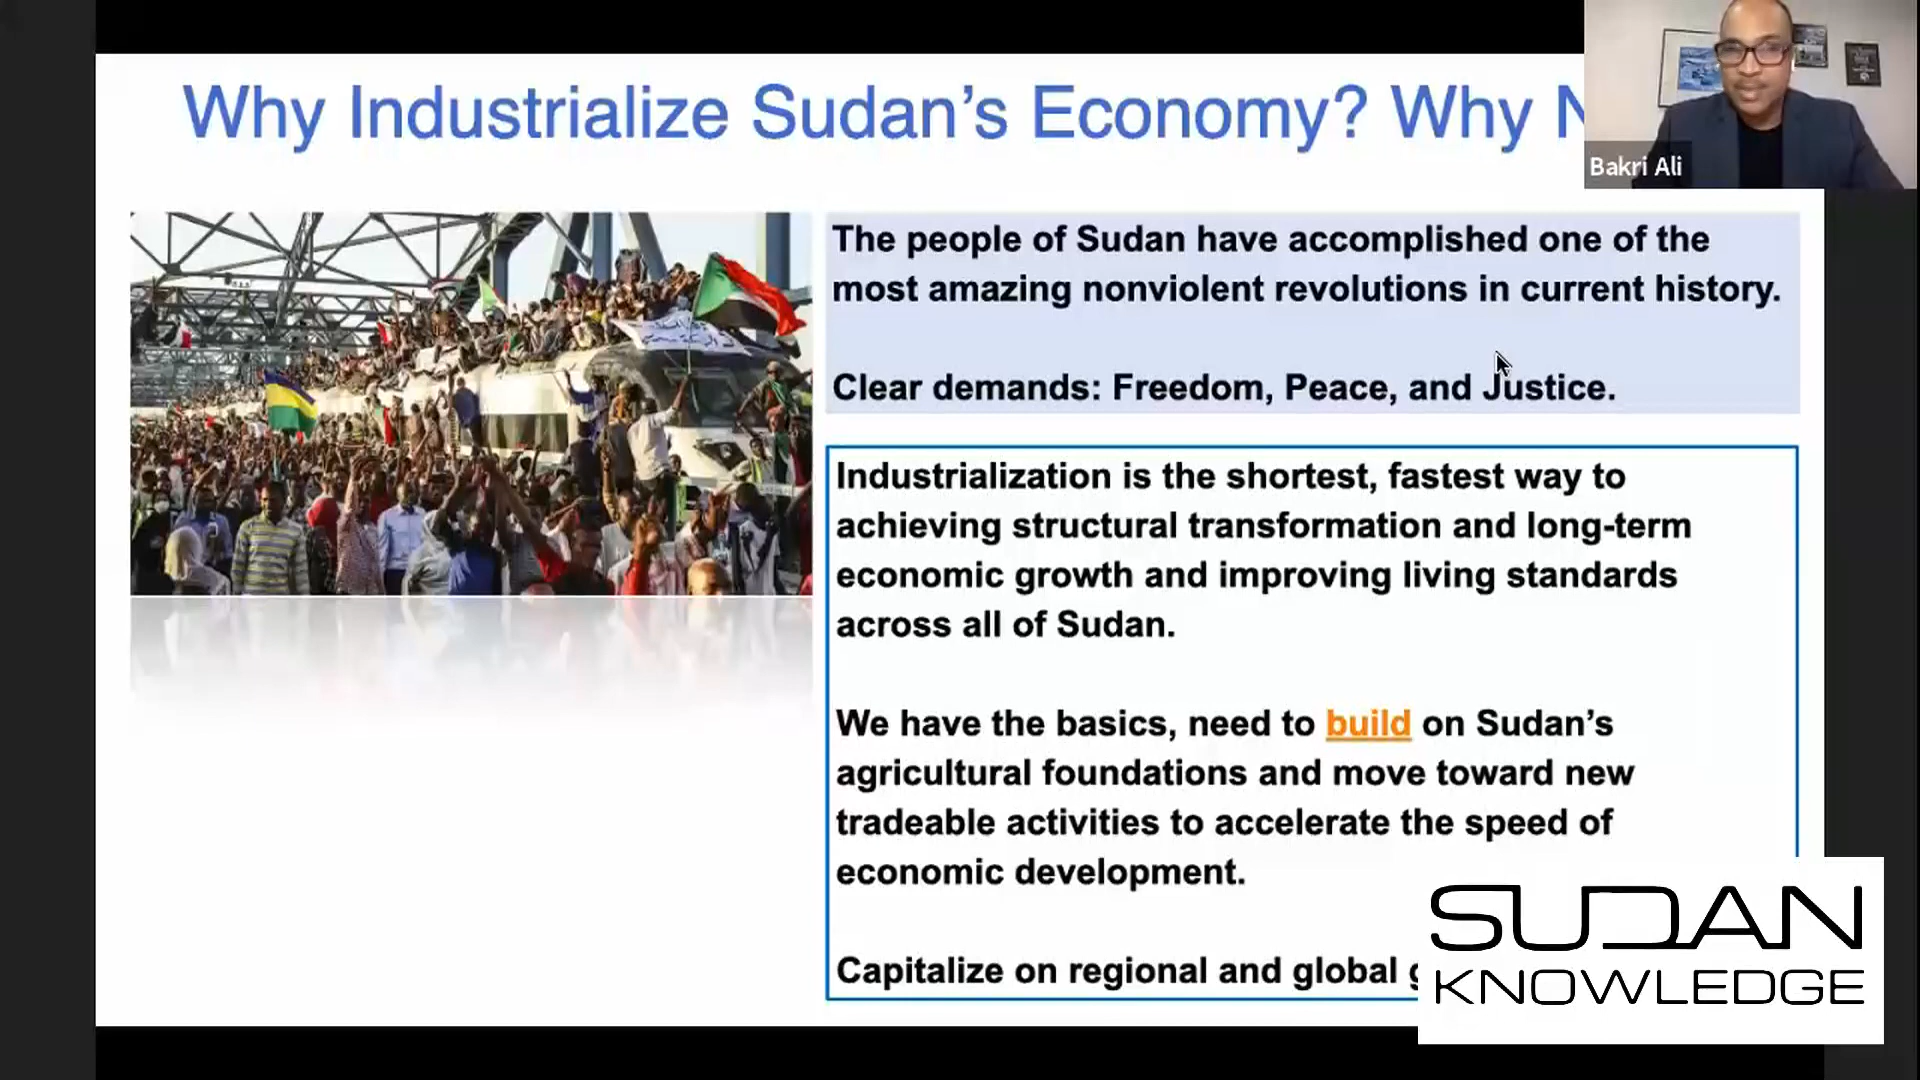 Why Industrialize Sudan's Economy? Why
Bakri Ali
The people of Sudan have accomplished one of the
most amazing nonviolent revolutions in current history.
Clear demands: Freedom, Peace, and Justice.
Industrialization is the shortest, fastest way to
achieving structural transformation and long-term
economic growth and improving living standards
across all of Sudan.
We have the basics, need to build on Sudan's
agricultural foundations and move toward new
tradeable activities to accelerate the speed of
economic development.
Capitalize on regional and global
SUDAN
KNOWLEDGE